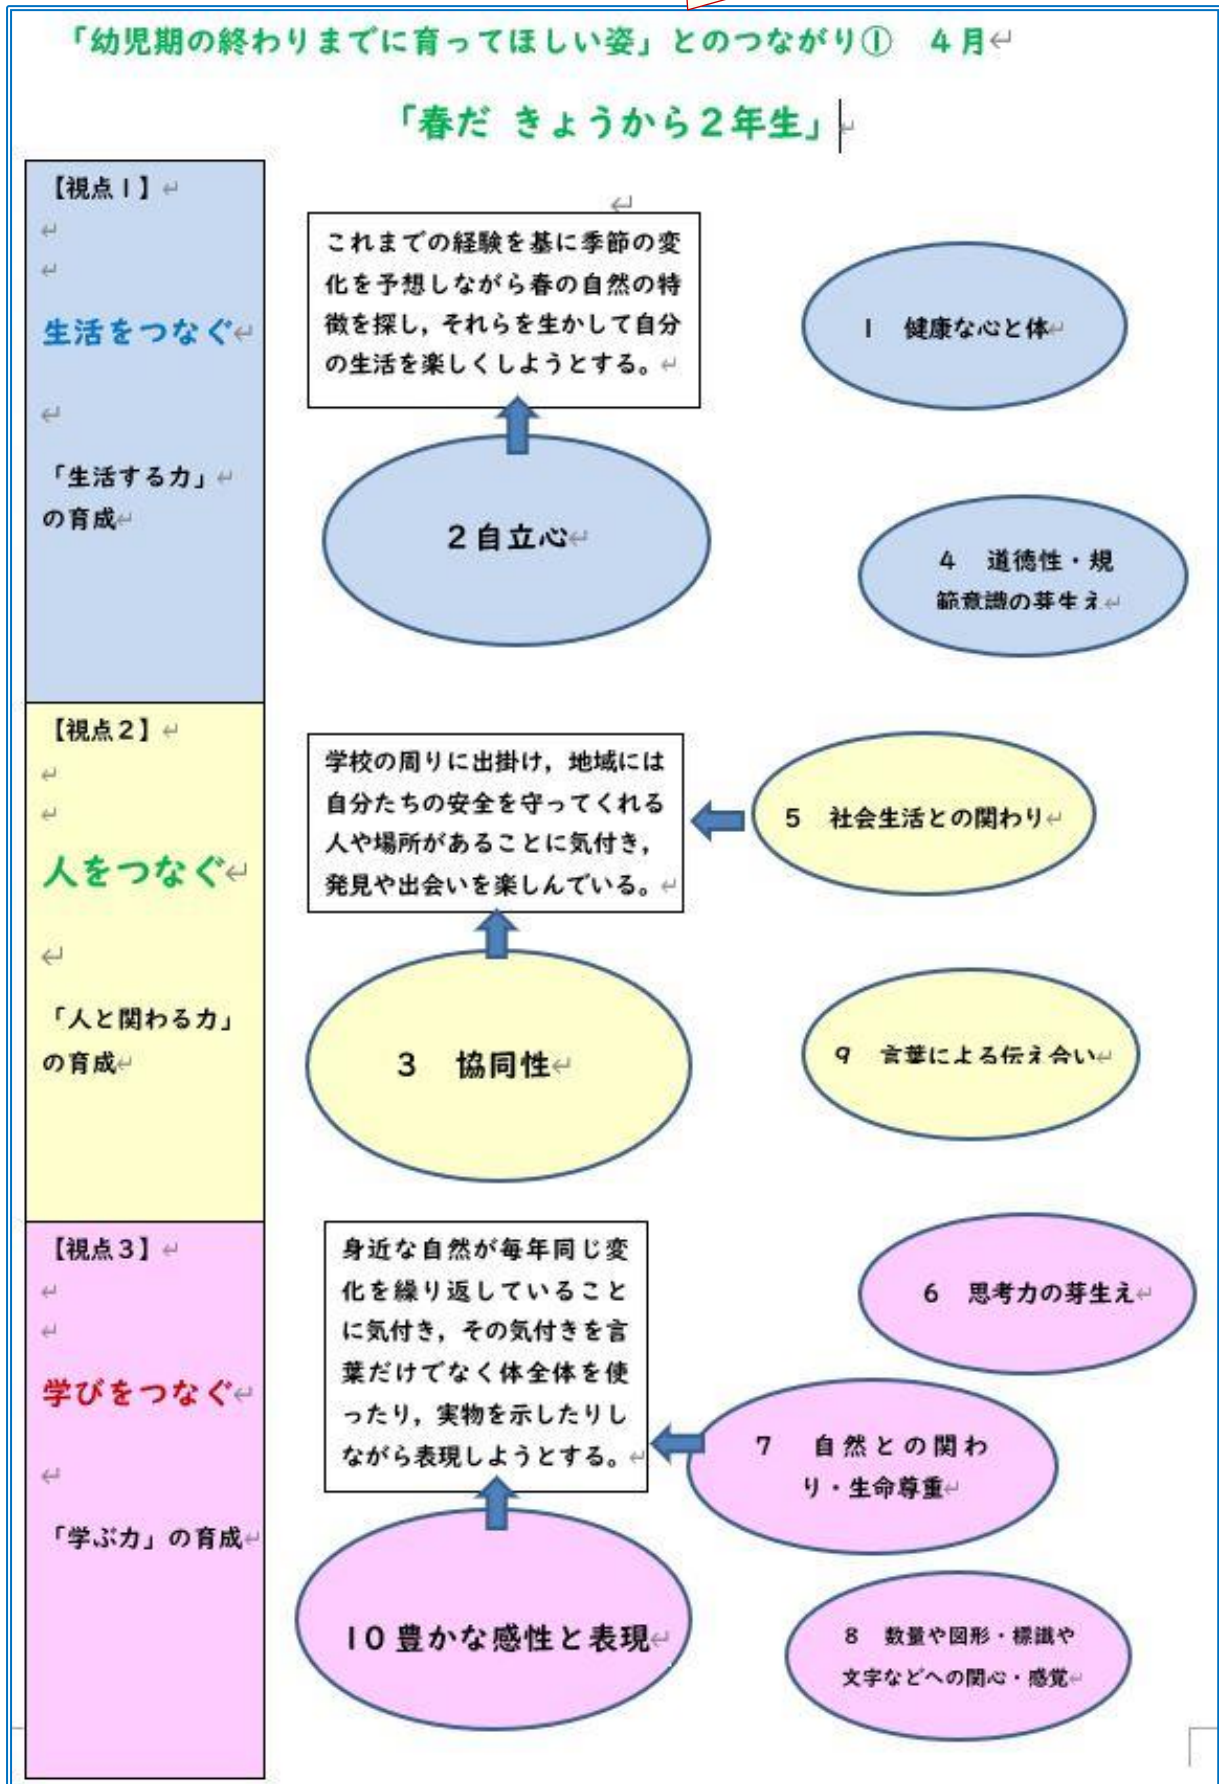 「幼児期の終わりまでに育ってほしい姿」とのつながり① 4月
「春だ きょうから2年生」
【視点1】
生活をつなぐ
「生活する力」
の育成
これまでの経験を基に季節の変
化を予想しながら春の自然の特
徴を探し,それらを生かして自分
の生活を楽しくしようとする。
1 健康な心と体
2自立心
4 道徳性・規
範意識の芽生え
【視点2】
人をつなぐ
「人と関わる力」
の育成
学校の周りに出掛け,地域には
自分たちの安全を守ってくれる
人や場所があることに気付き,
発見や出会いを楽しんでいる。
5 社会生活との関わり
3 協同性
9 言葉による伝え合い
【視点3】
学びをつなぐ
「学ぶ力」の育成
身近な自然が毎年同じ変
化を繰り返していること
に気付き,その気付きを言
葉だけでなく体全体を使
ったり,実物を示したりし
ながら表現しようとする。
6 思考力の芽生え
7 自然との関わ
り・生命尊重
10豊かな感性と表現
8 数量や図形・標識や
文字などへの関心・感覚